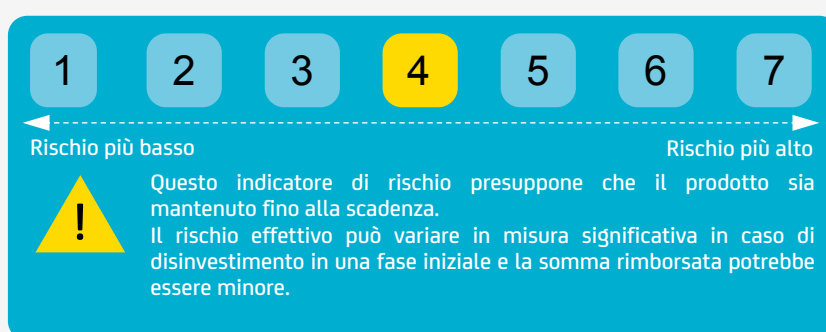 1 2 3 4 5 6 7
Rischio più basso Rischio più alto
!
Questo indicatore di rischio presuppone che il prodotto sia
mantenuto fino alla scadenza.
Il rischio effettivo può variare in misura significativa in caso di
disinvestimento in una fase iniziale e la somma rimborsata potrebbe
essere minore.